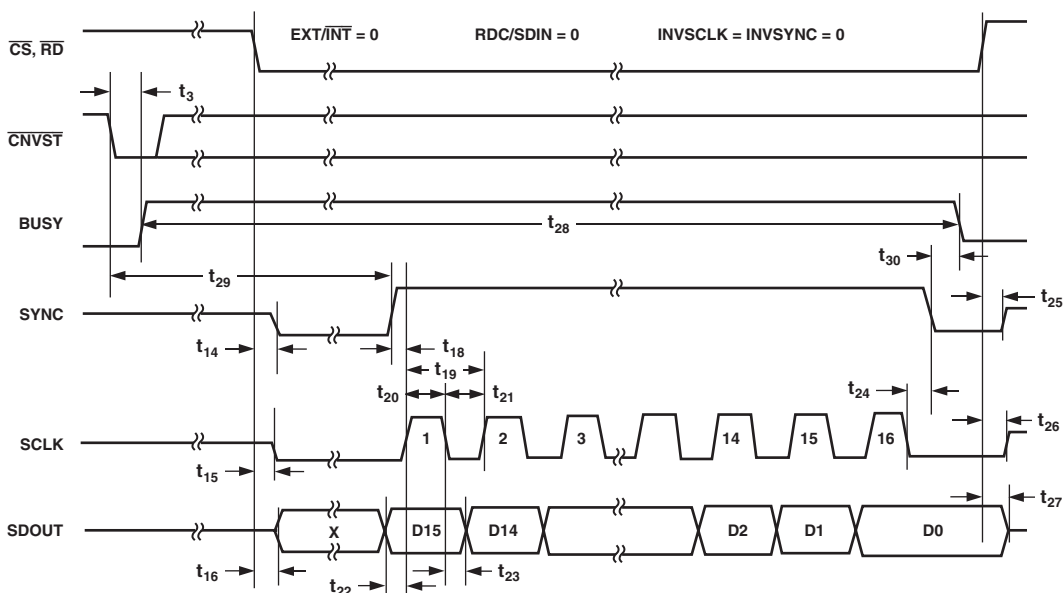 EXT/INT = 0 RDC/SDIN = 0 INVSCLK = INVSYNC = 0
CS, RD
t3
CNVST
BUSY
t28
t30
t29
t25
SYNC
t14
t18
t19
t20
t21
t24
t26
SCLK
1 2 3 14 15 16
t15
t27
SDOUT
X D15 D14 D2 D1 D0
t16
t22
t23